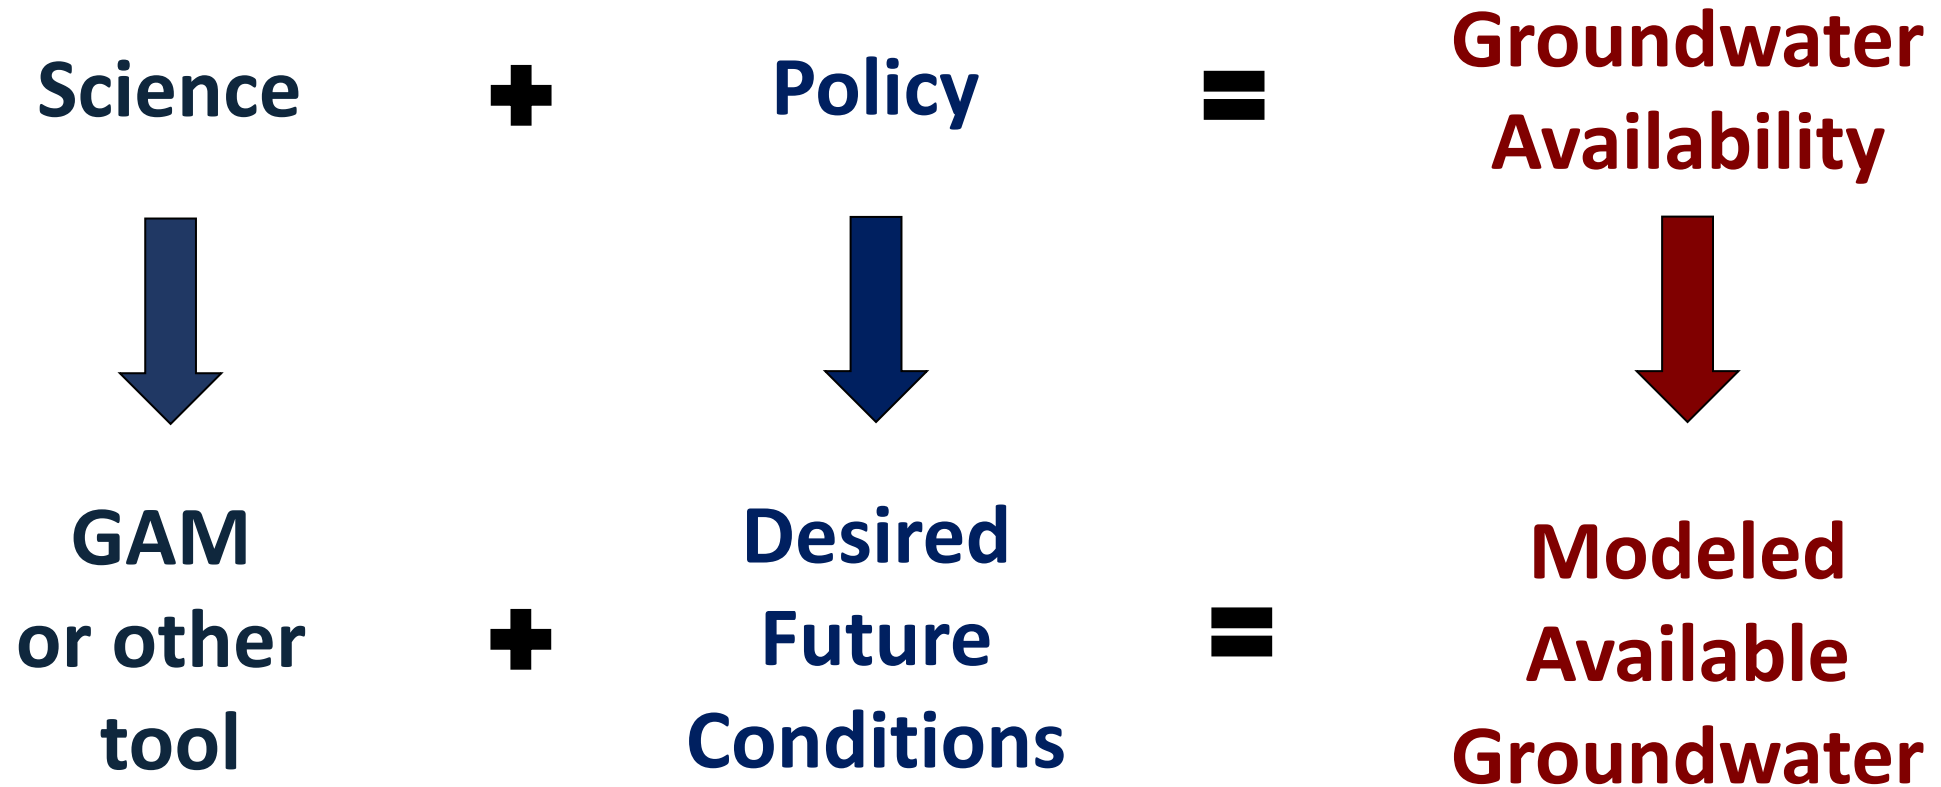 Science + Policy = Groundwater
Availability
GAM
or other
tool
+
Desired
Future
Conditions
=
Modeled
Available
Groundwater